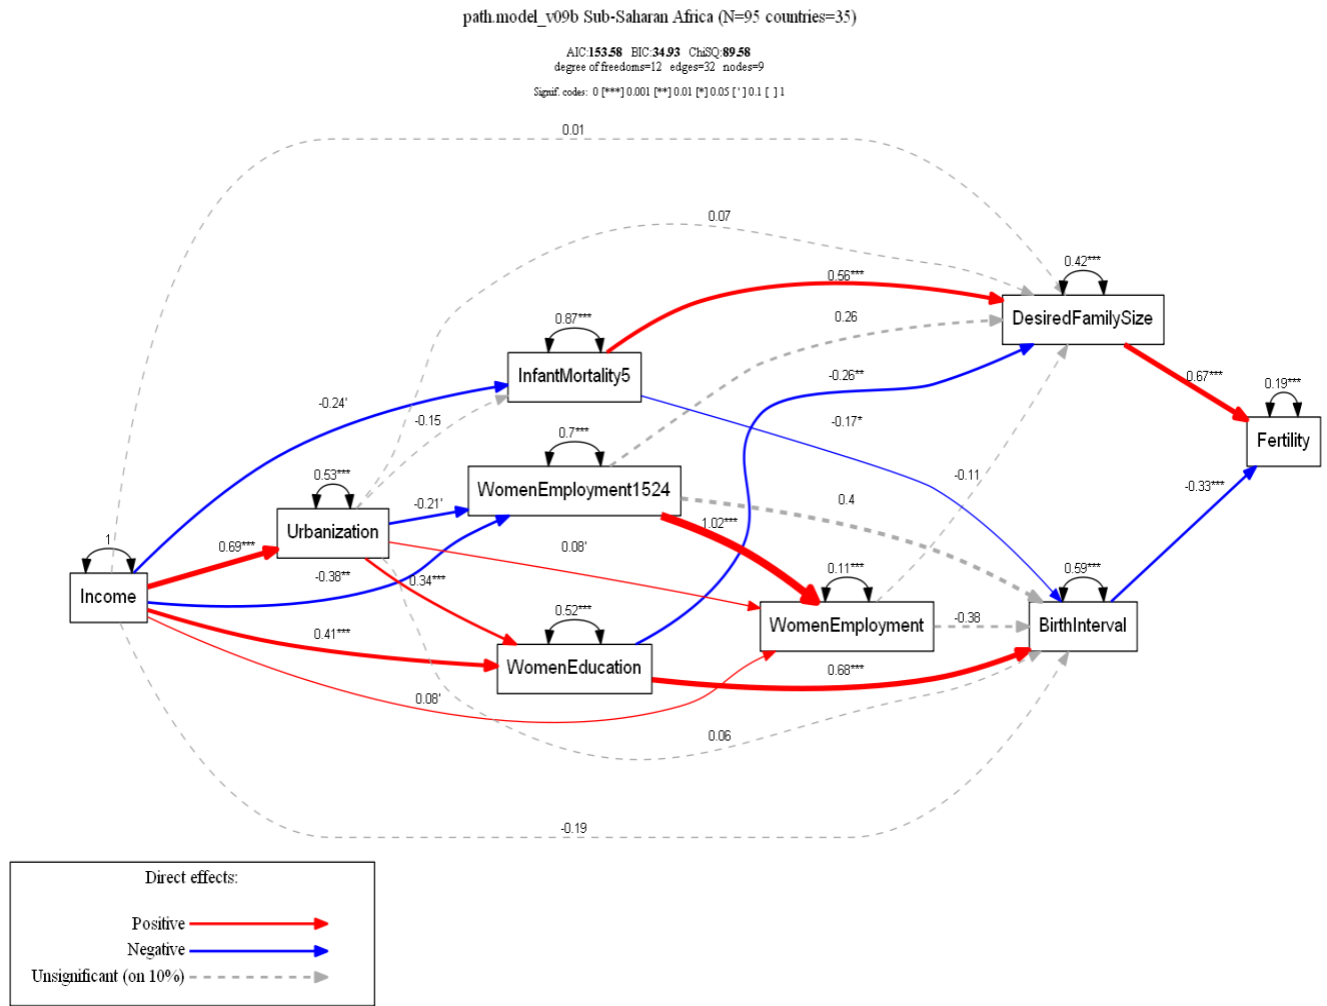 path.model_v09b Sub-Saharan Africa (N=95 countries=35)
AIC:153.58 BIC:34.93 ChiSQ:89.58
degree of freedoms=12 edges=32 nodes=9
Signif. codes: 0 [***] 0.001 [**] 0.01 [*] 0.05 ['] 0.1 [ ] 1
0.01
0.07
0.42***
0.56***
DesiredFamilySize
0.26
0.87***
InfantMortality5
-0.26**
0.67***
0.19***
-0.24'
-0.15
-0.17*
Fertility
0.7***
0.53***
WomenEmployment1524
-0.11
-0.33***
-0.21'
0.4
Urbanization
1.02***
1
0.69***
0.08'
-0.38**
0.34***
0.11***
0.59***
Income
0.52***
WomenEmployment
-0.38
BirthInterval
0.41***
WomenEducation
0.68***
0.08'
0.06
-0.19
Direct effects:
Positive
Negative
Unsignificant (on 10%)